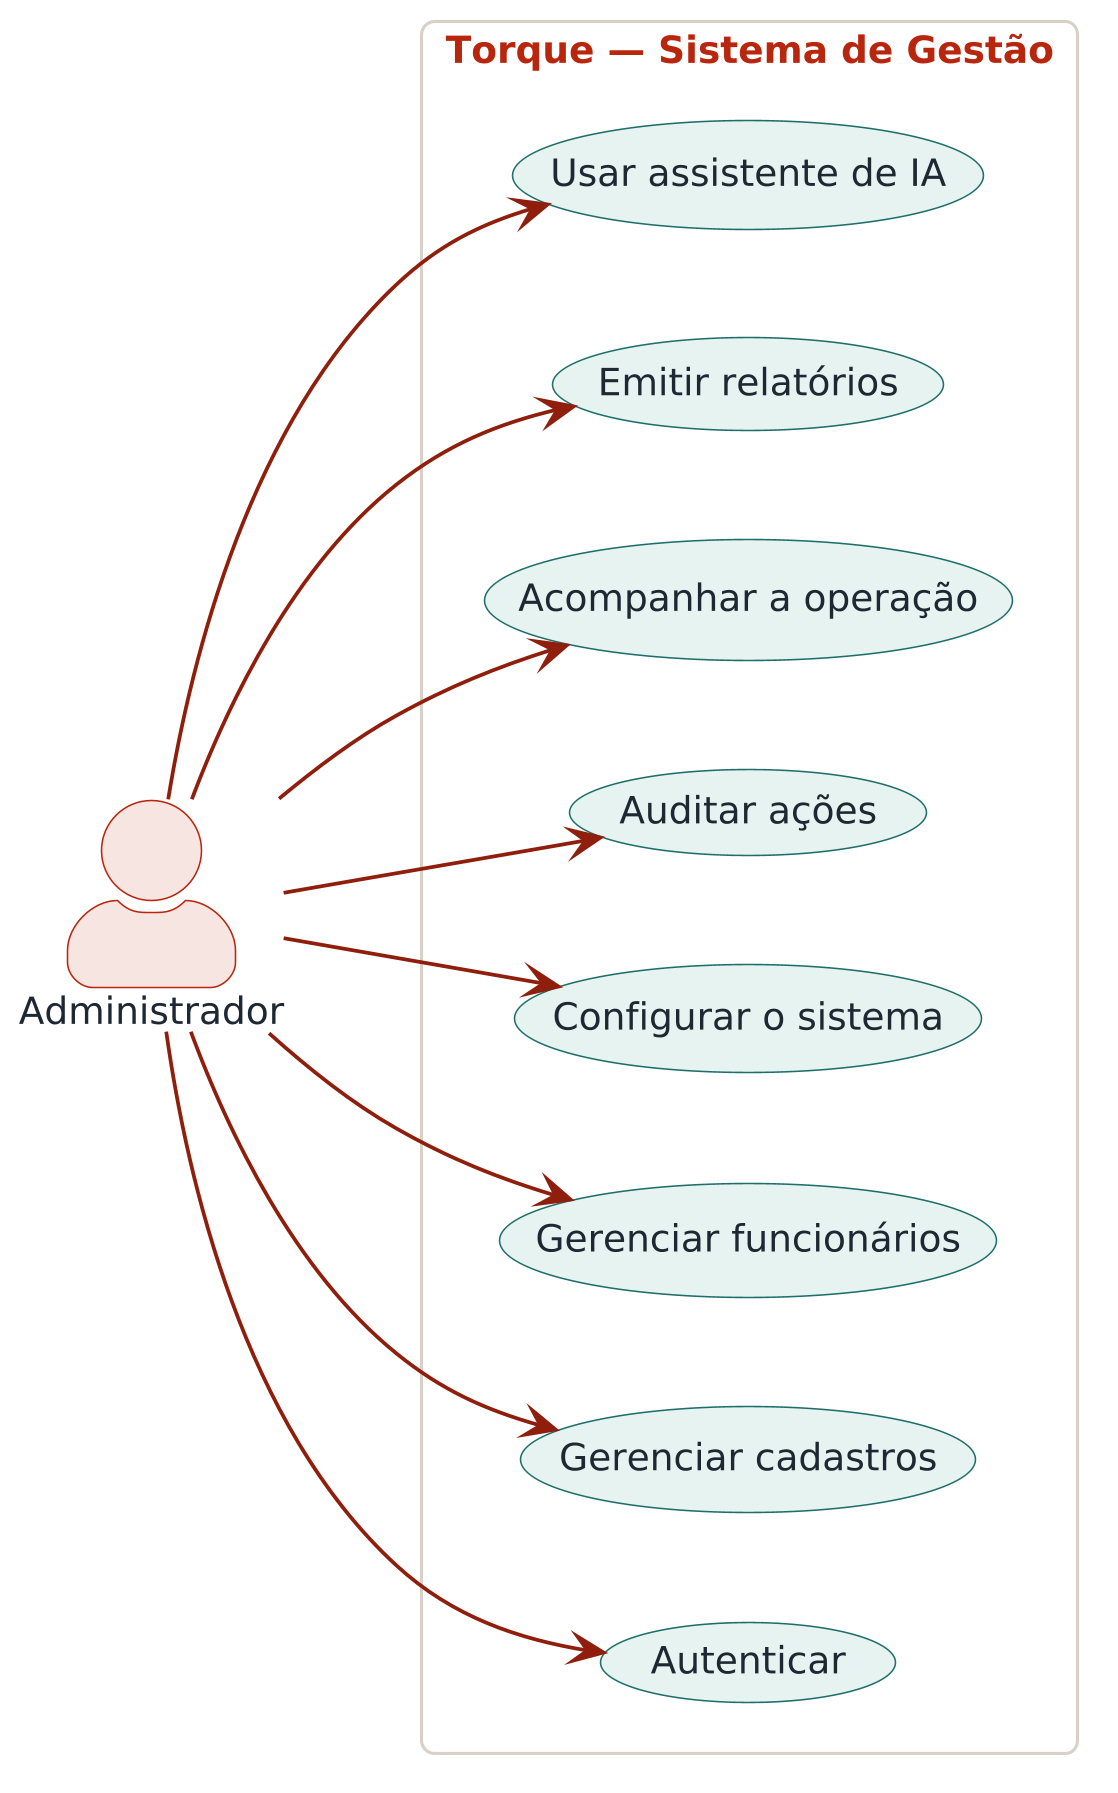 Torque — Sistema de Gestão
Usar assistente de IA
Emitir relatórios
Acompanhar a operação
Auditar ações
Administrador
Configurar o sistema
Gerenciar funcionários
Gerenciar cadastros
Autenticar